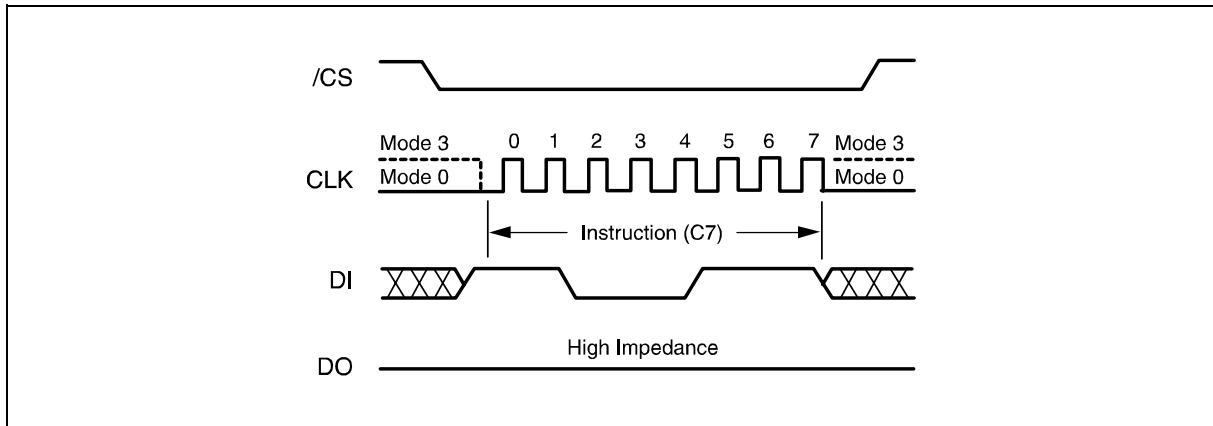 /CS
Mode 3 0 1 2 3 4 5 6 7 Mode 3
CLK Mode 0 Mode 0
Instruction (C7)
DI
High Impedance
DO